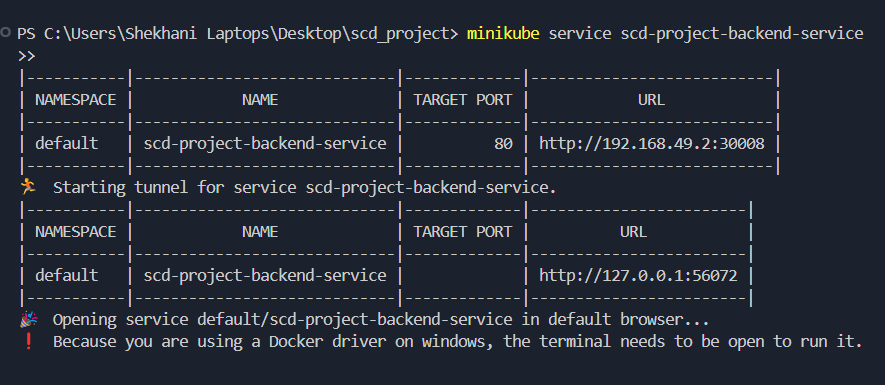 PS C:\Users\Shekhani Laptops\Desktop\scd_project> minikube service scd-project-backend-service
>>
|-----------|-----------------------------|-------------|---------------------------|
| NAMESPACE |            NAME             | TARGET PORT |            URL            |
|-----------|-----------------------------|-------------|---------------------------|
| default   | scd-project-backend-service |          80 | http://192.168.49.2:30008 |
|-----------|-----------------------------|-------------|---------------------------|
🏃  Starting tunnel for service scd-project-backend-service.
|-----------|-----------------------------|-------------|------------------------|
| NAMESPACE |            NAME             | TARGET PORT |          URL           |
|-----------|-----------------------------|-------------|------------------------|
| default   | scd-project-backend-service |             | http://127.0.0.1:56072 |
|-----------|-----------------------------|-------------|------------------------|
🎉  Opening service default/scd-project-backend-service in default browser...
❗  Because you are using a Docker driver on windows, the terminal needs to be open to run it.